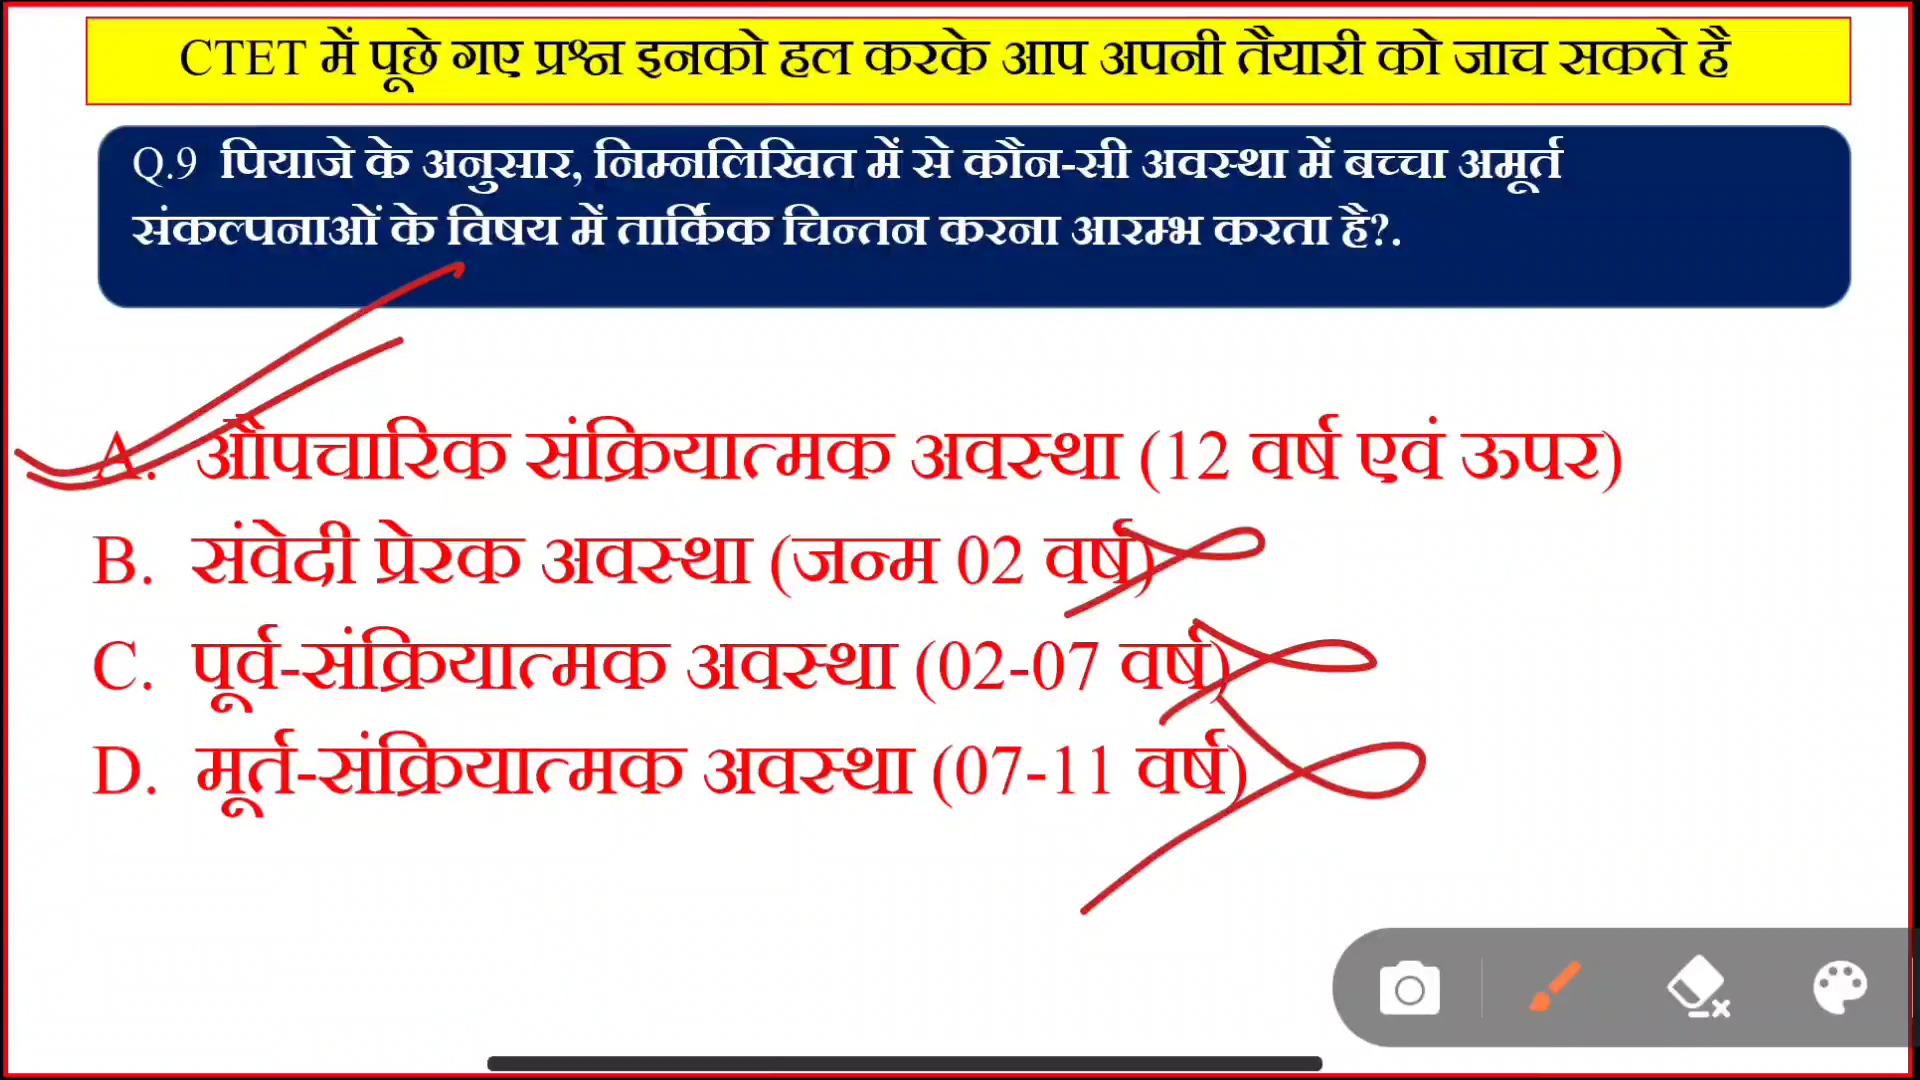 CTET में पूछे गए प्रश्न इनको हल करके आप अपनी तैयारी को जाच सकते है
Q.9 पियाजे के अनुसार, निम्नलिखित में से कौन-सी अवस्था में बच्चा अमूर्त
संकल्पनाओं के विषय में तार्किक चिन्तन करना आरम्भ करता है?.
A. औपचारिक संक्रियात्मक अवस्था (12 वर्ष एवं ऊपर)
B. संवेदी प्रेरक अवस्था (जन्म 02 वर्ष)
C. पूर्व-संक्रियात्मक अवस्था (02-07 वर्ष)
D. मूर्त-संक्रियात्मक अवस्था (07-11 वर्ष)